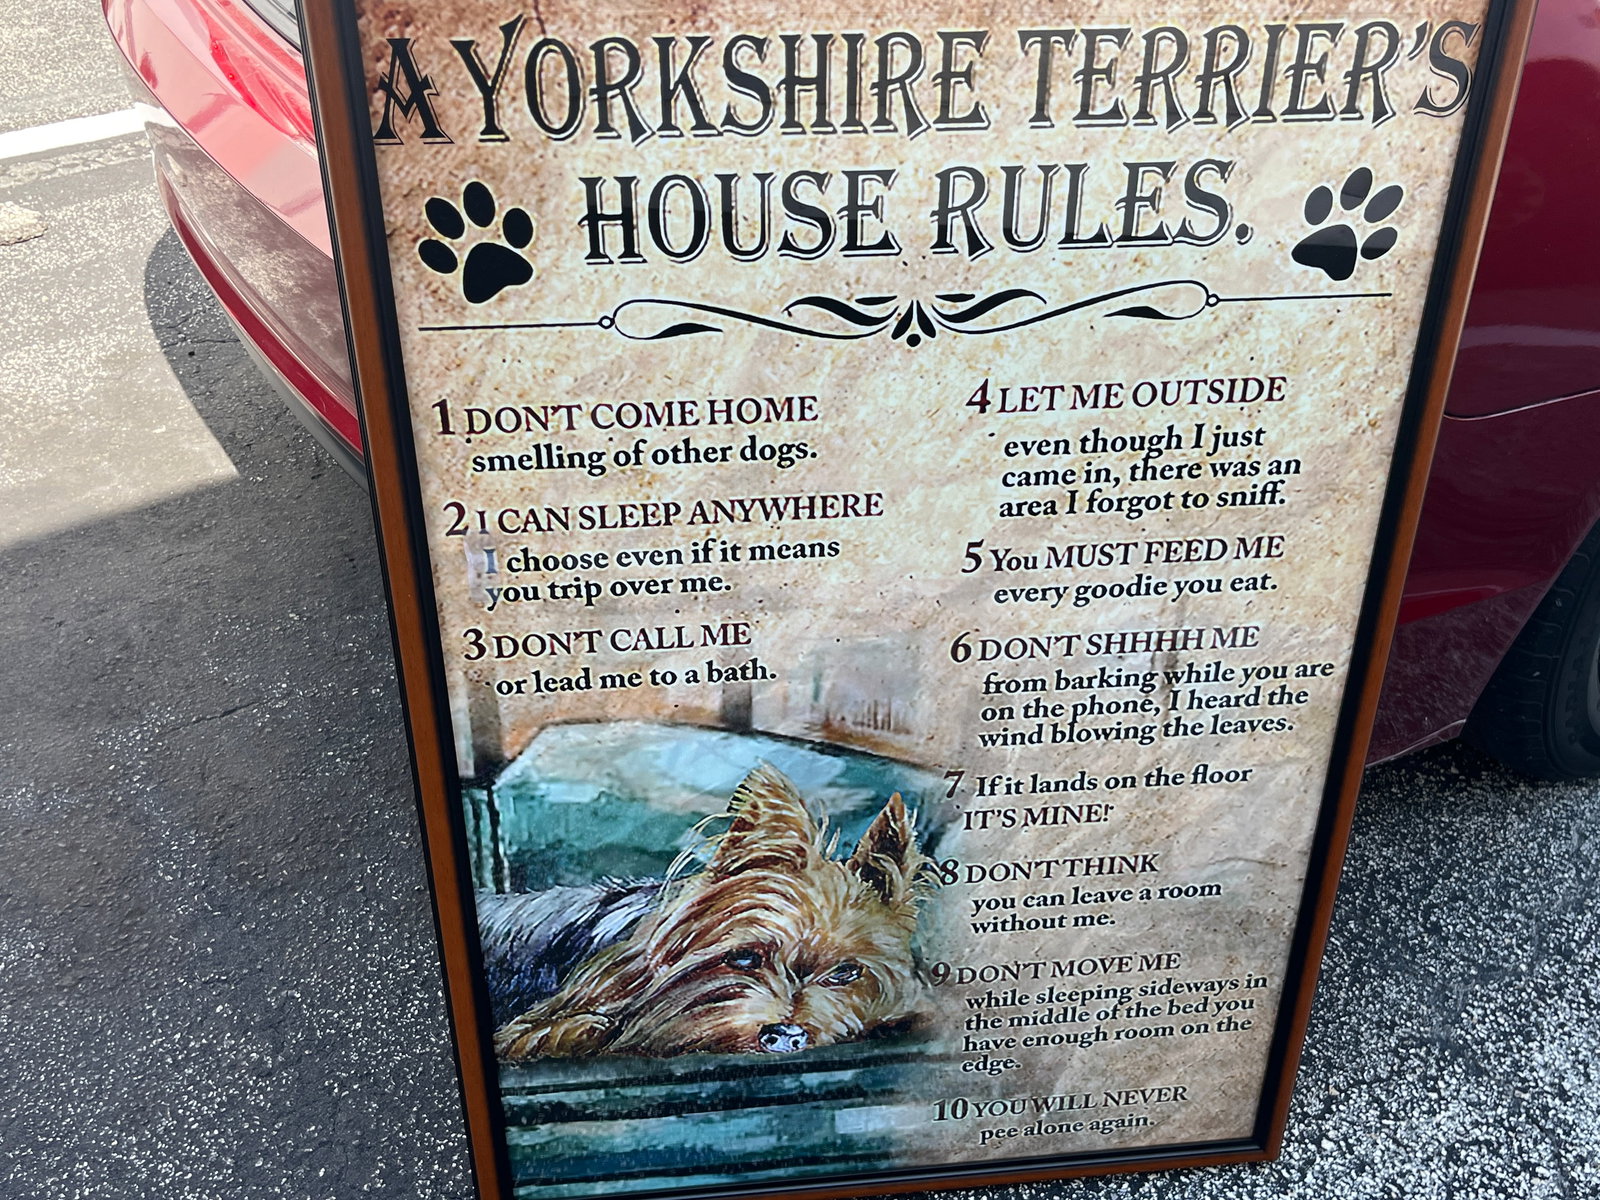 A YORKSHIRE TERRIER'S
HOUSE RULES.
1 DON'T COME HOME
smelling of other dogs.
2 I CAN SLEEP ANYWHERE
I choose even if it means
you trip over me.
3 DON'T CALL ME
or lead me to a bath.
4 LET ME OUTSIDE
even though I just
came in, there was an
area I forgot to sniff.
5 You MUST FEED ME
every goodie you eat.
6 DON'T SHHHH ME
from barking while you are
on the phone, I heard the
wind blowing the leaves.
7 If it lands on the floor
IT'S MINE!
8 DON'T THINK
you can leave a room
without me.
9 DON'T MOVE ME
while sleeping sideways in
the middle of the bed you
have enough room on the
edge.
10 YOU WILL NEVER
pee alone again.